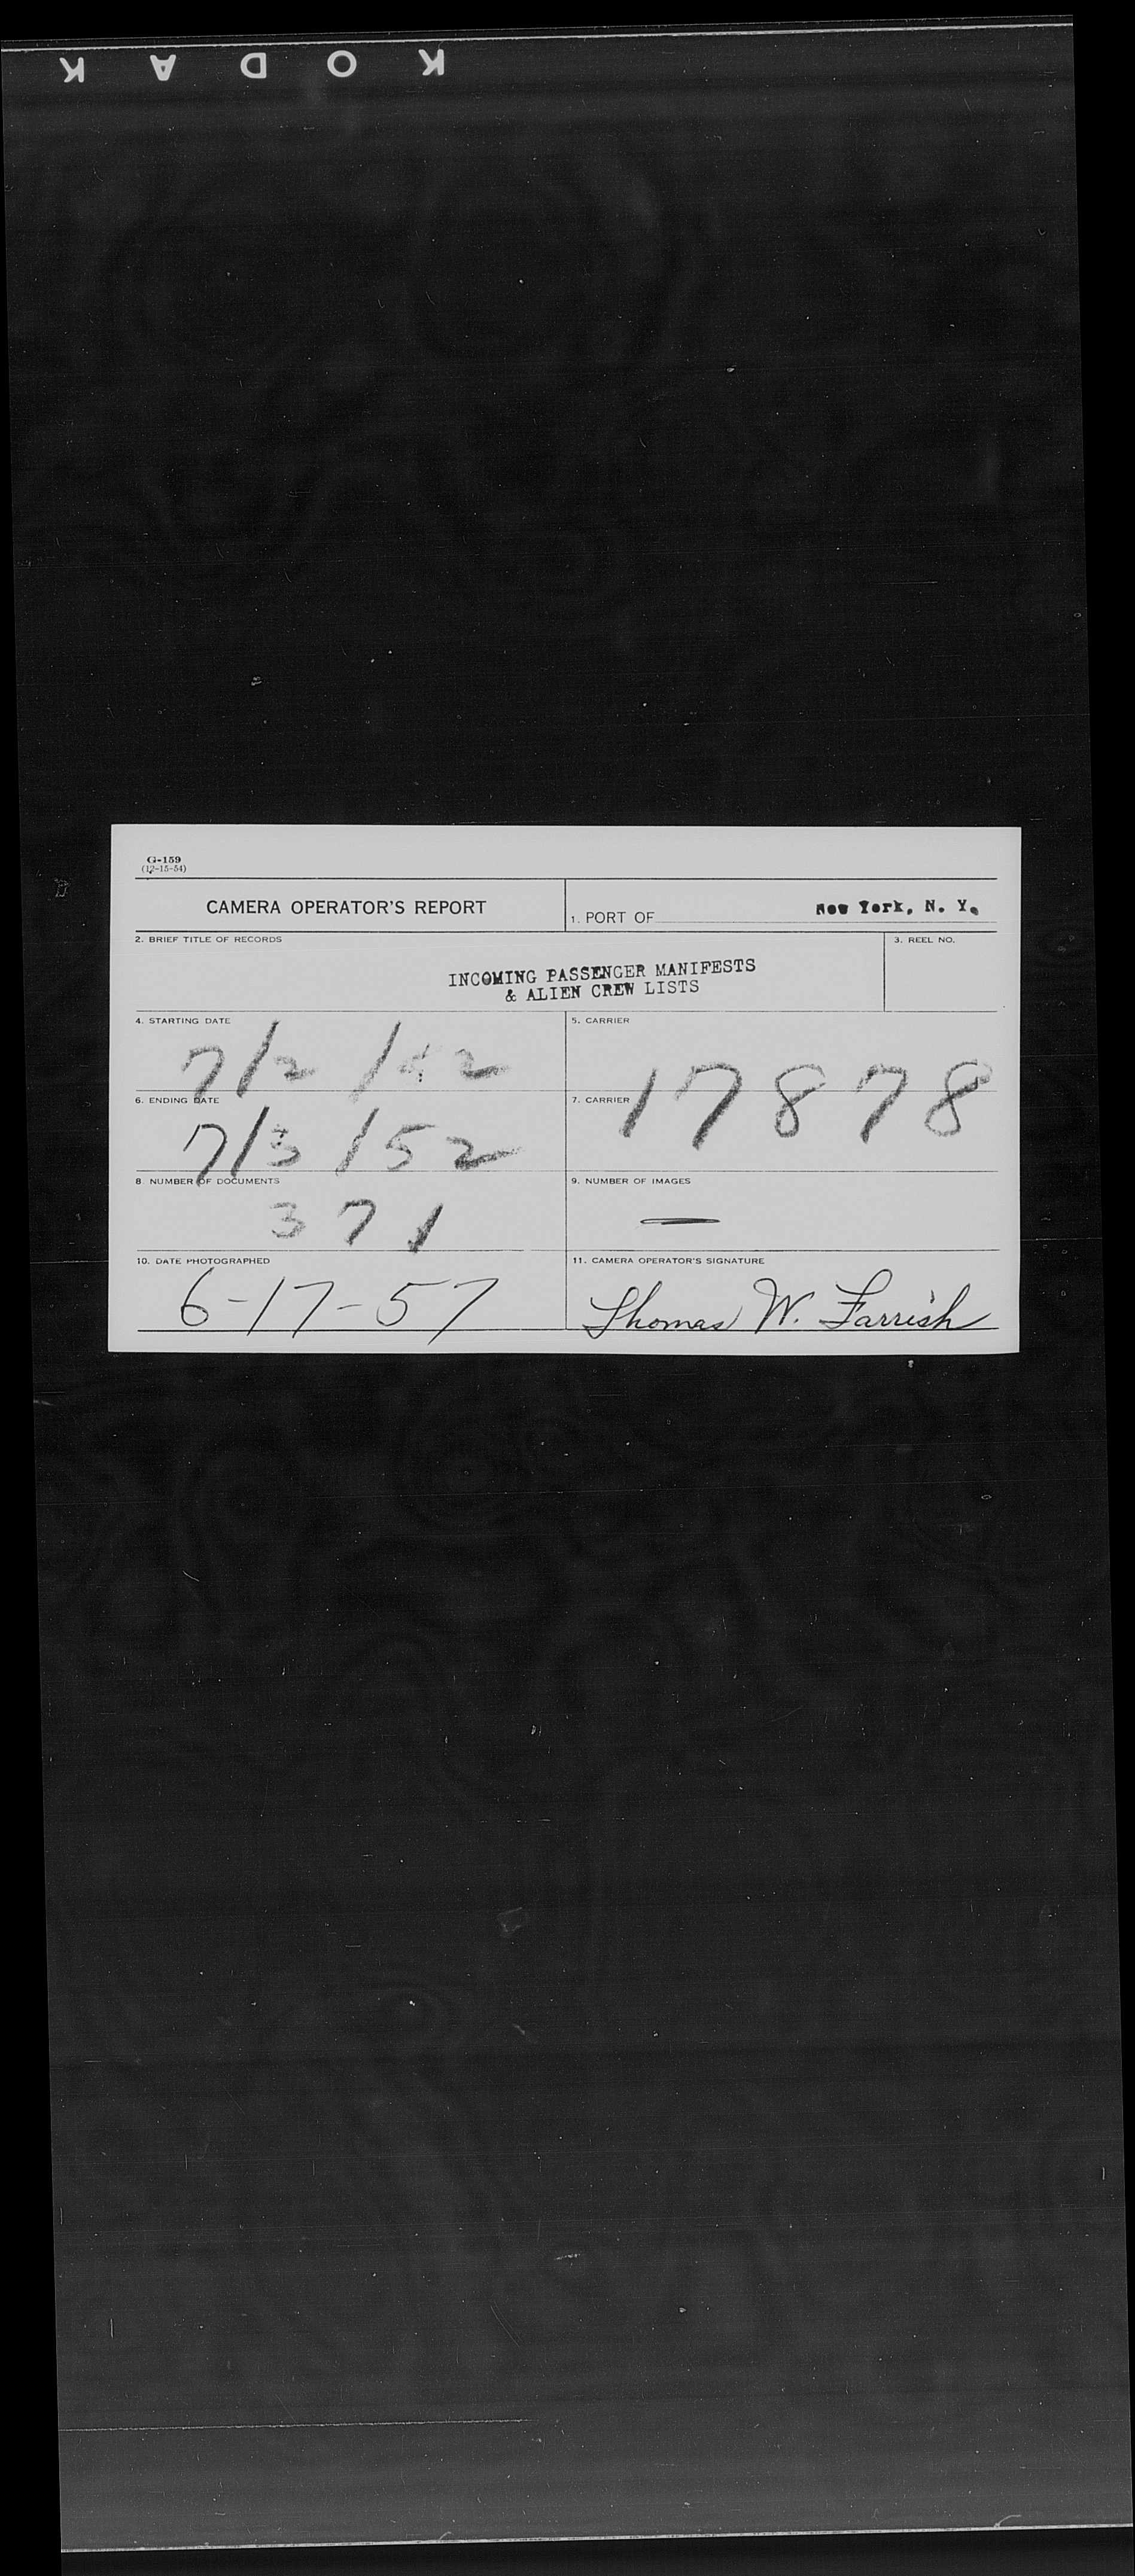 KODAK
G-159
(12-15-54)
CAMERA OPERATOR'S REPORT
1. PORT OF New York, N. Y.
2. BRIEF TITLE OF RECORDS
3. REEL NO.
INCOMING PASSENGER MANIFESTS
& ALIEN CREW LISTS
4. STARTING DATE
7/2/52
5. CARRIER
17878
6. ENDING DATE
7/3/52
7. CARRIER
8. NUMBER OF DOCUMENTS
371
9. NUMBER OF IMAGES
—
10. DATE PHOTOGRAPHED
6-17-57
11. CAMERA OPERATOR'S SIGNATURE
Thomas W. Farrish